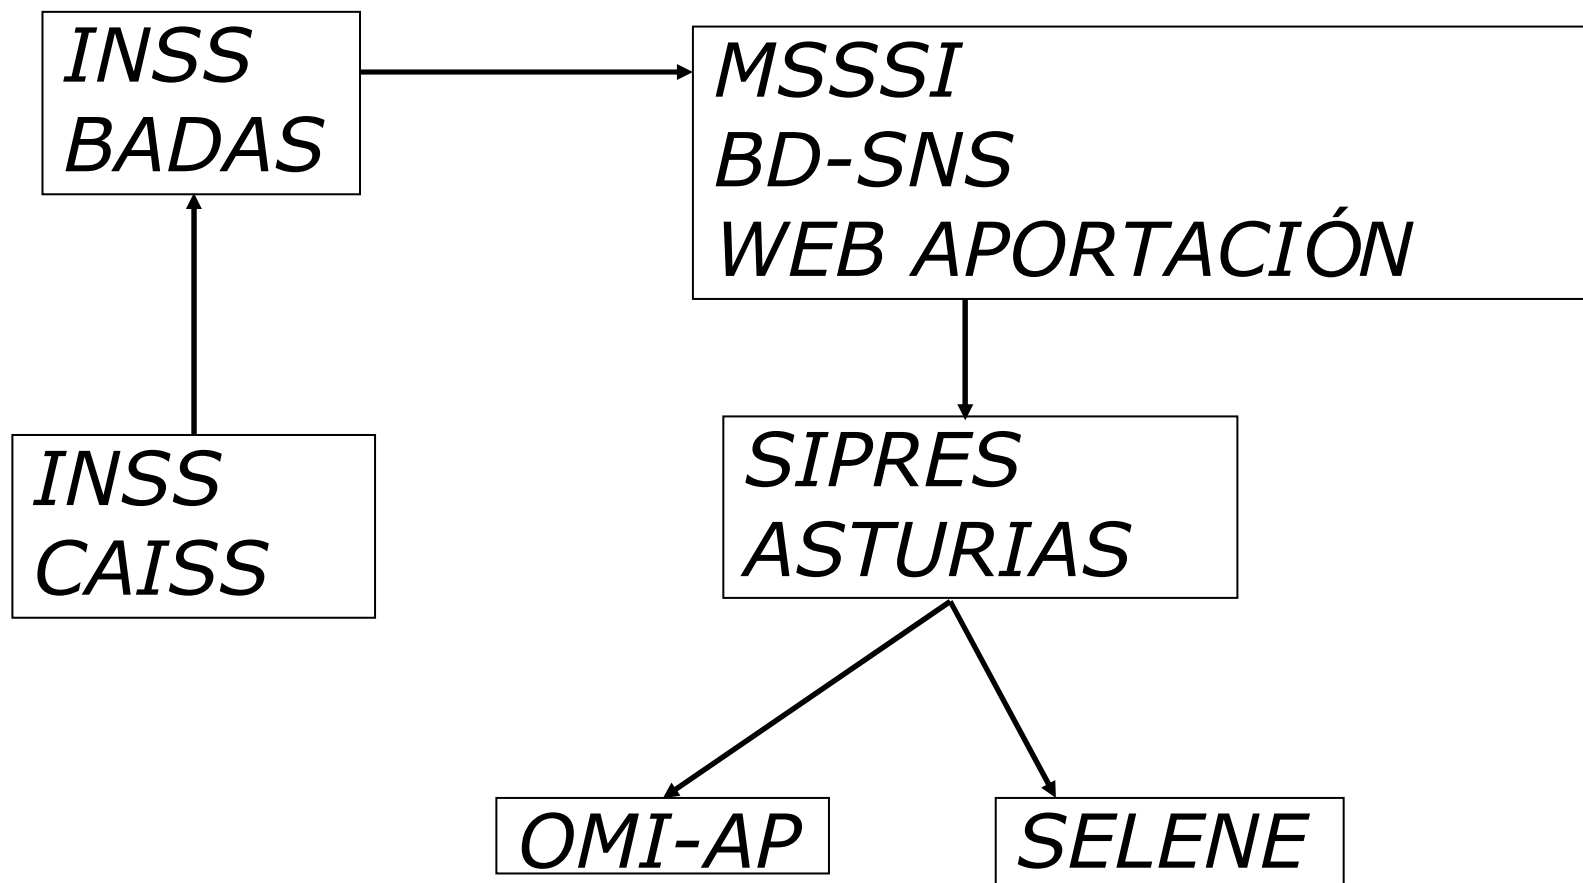 INSS
BADAS
MSSSI
BD-SNS
WEB APORTACIÓN
INSS
CAISS
SIPRES
ASTURIAS
OMI-AP
SELENE